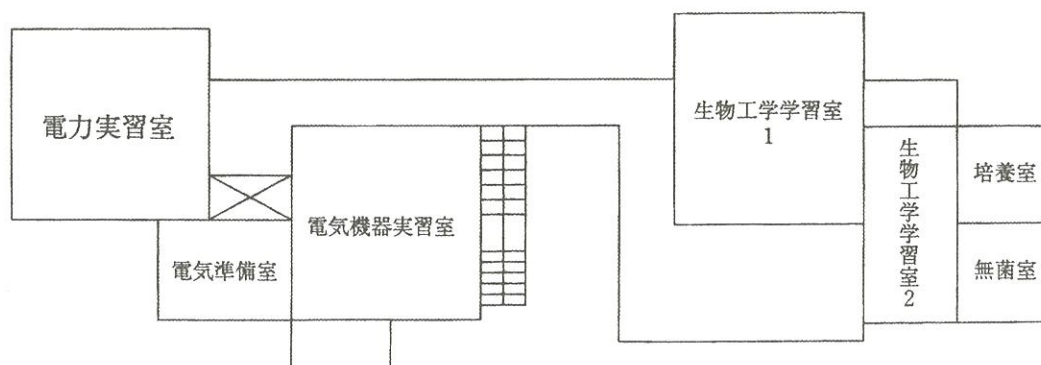 電力実習室
電気準備室
電気機器実習室
生物工学学習室
1
生物工学学習室2
培養室
無菌室